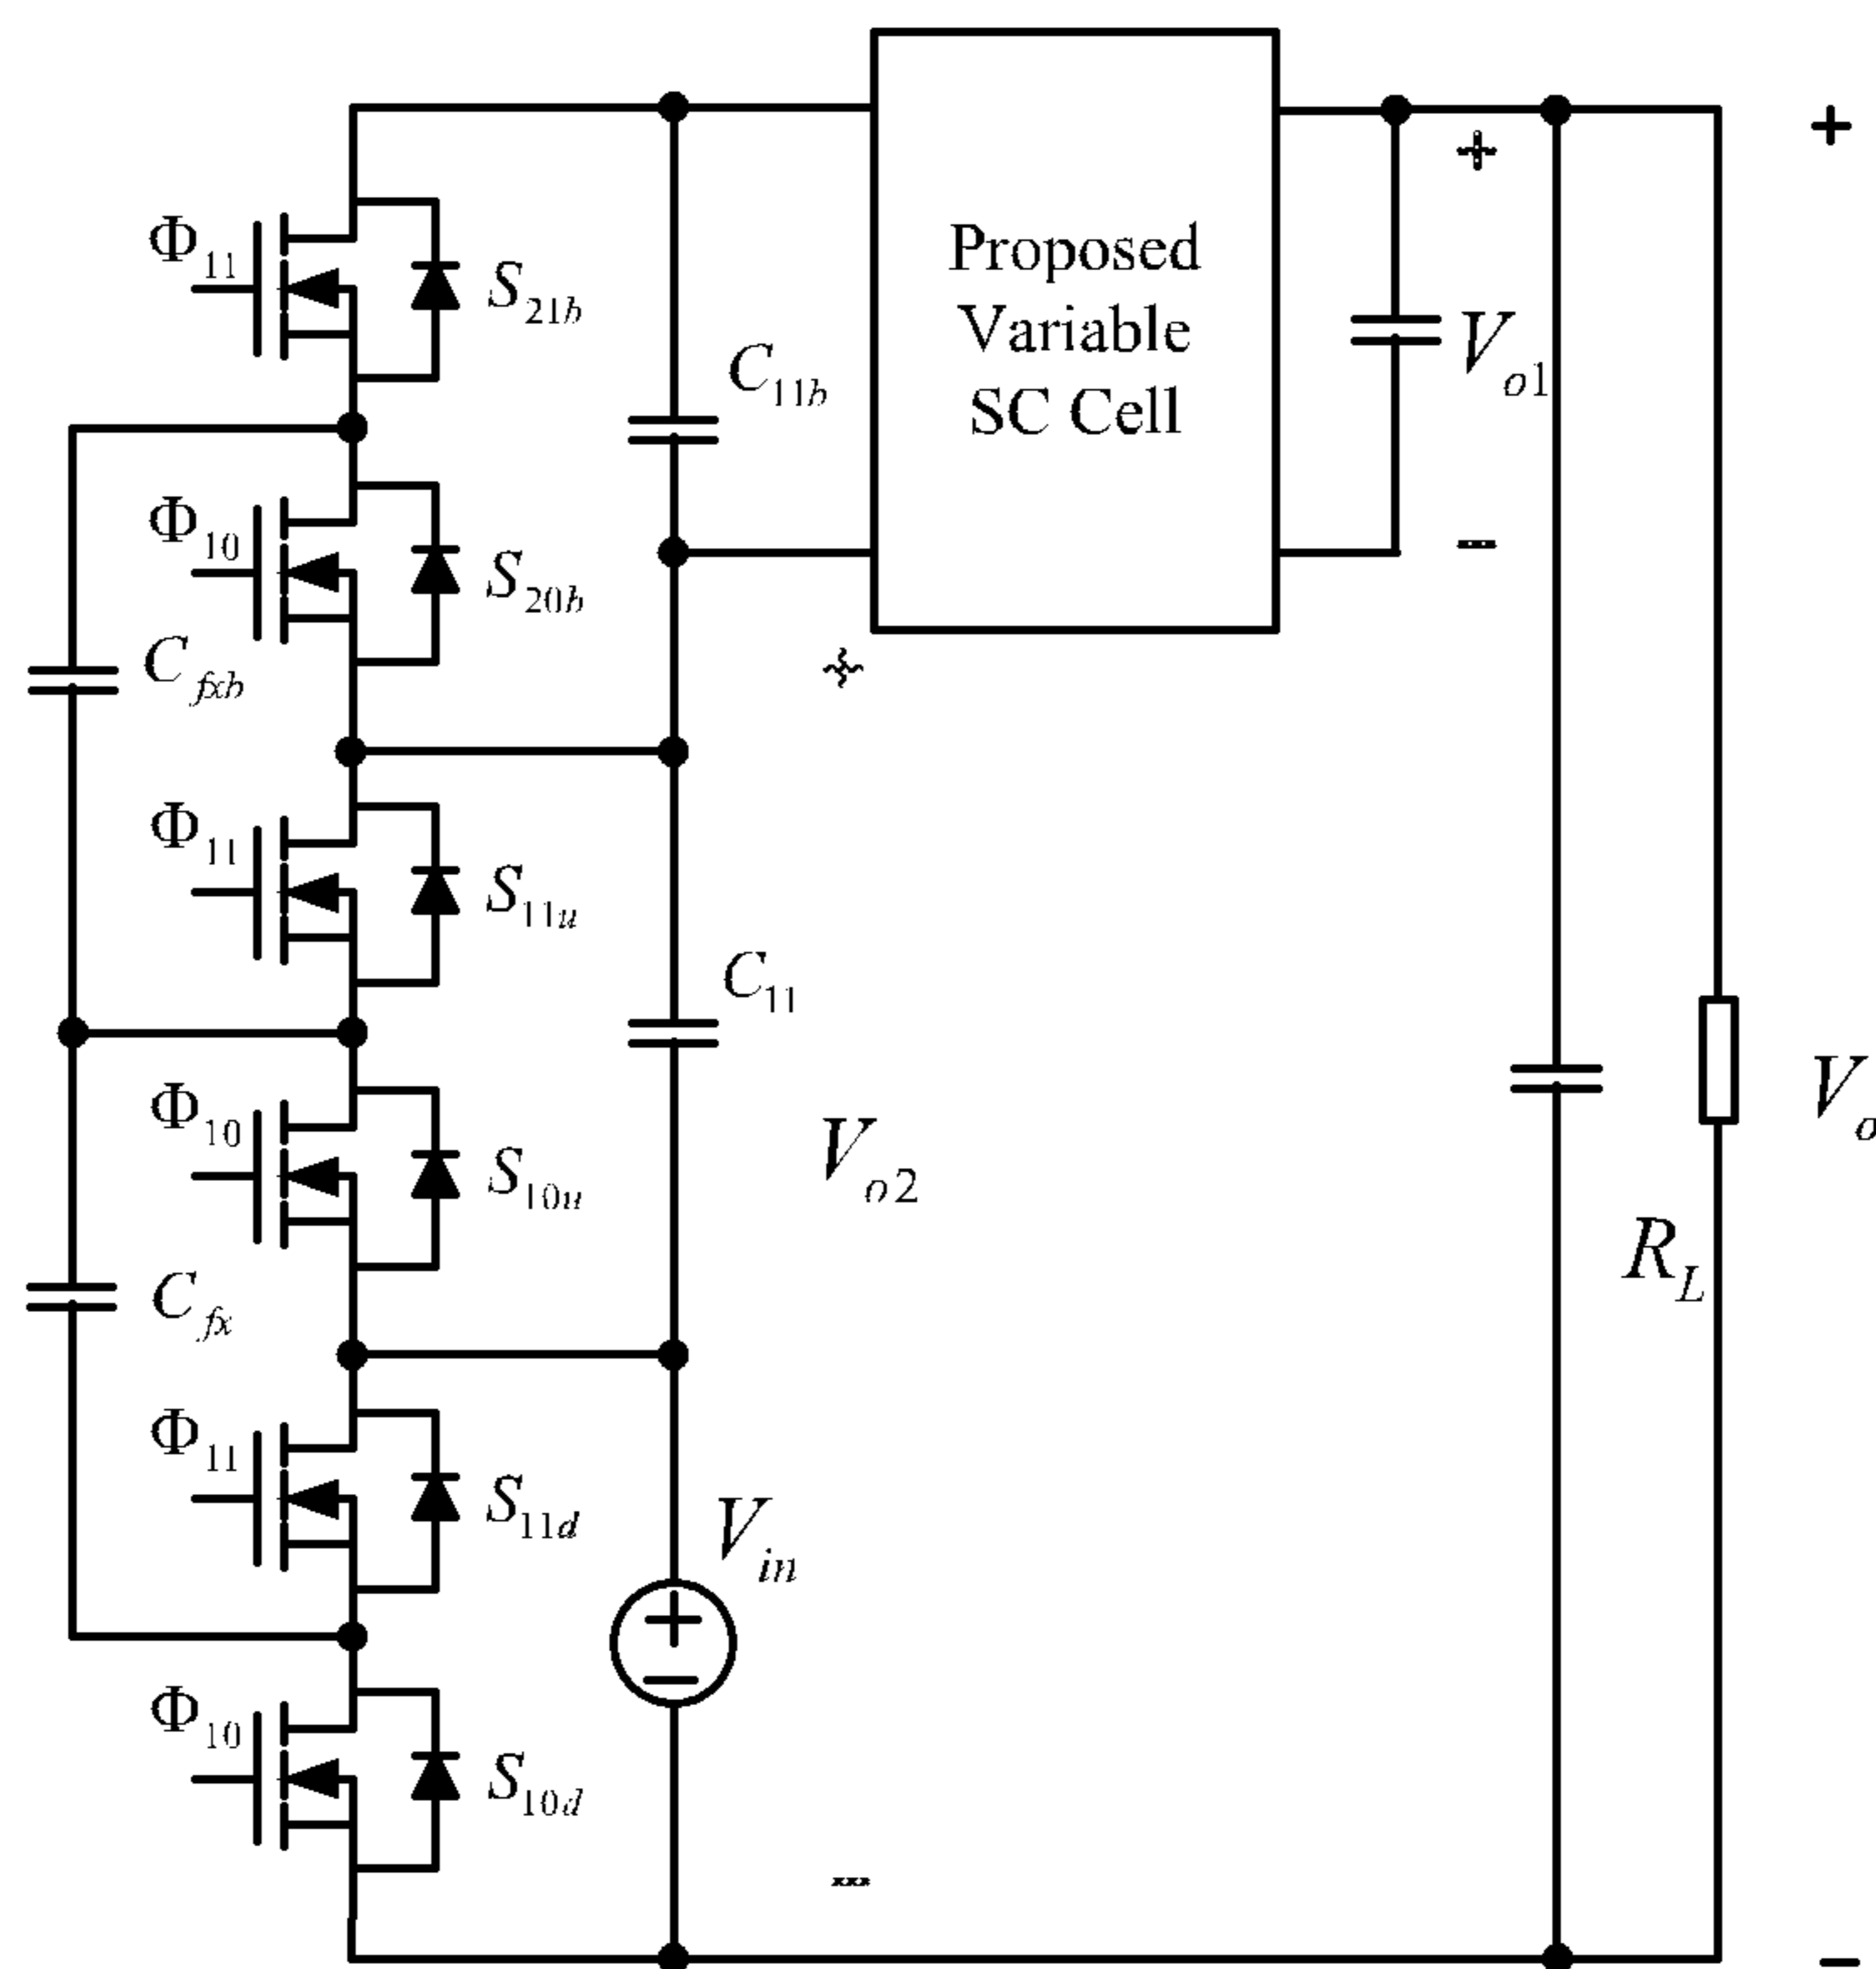 Φ11
S21b
Φ10
S20b
Cfxb
Φ11
S11u
Φ10
S10u
Cfx
Φ11
S11d
Φ10
S10d
C11b
C11
Vin
+
−
Proposed
Variable
SC Cell
+
Vo1
−
+
Vo2
−
RL
+
Vo
−